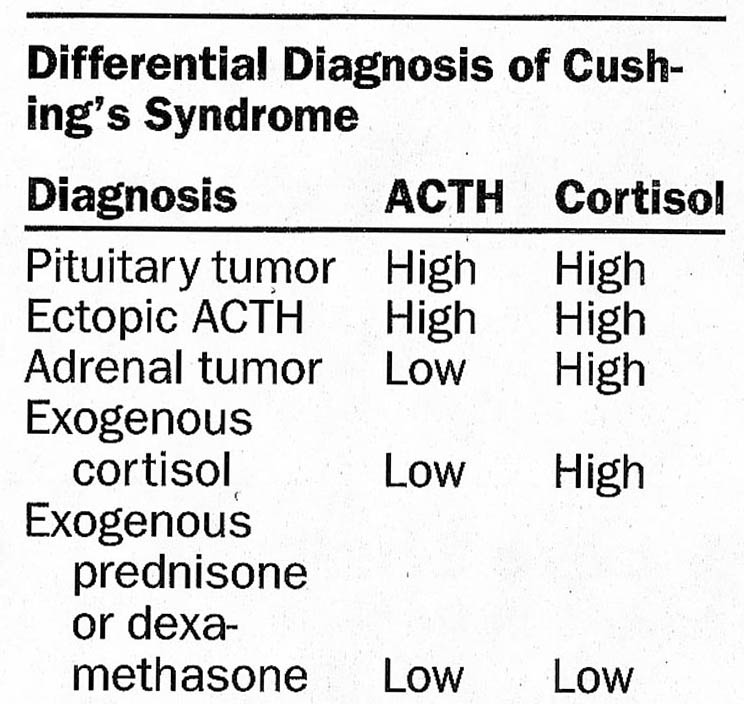 Differential Diagnosis of Cush-
ing's Syndrome
Diagnosis ACTH Cortisol
Pituitary tumor High High
Ectopic ACTH High High
Adrenal tumor Low High
Exogenous
cortisol Low High
Exogenous
prednisone
or dexa-
methasone Low Low